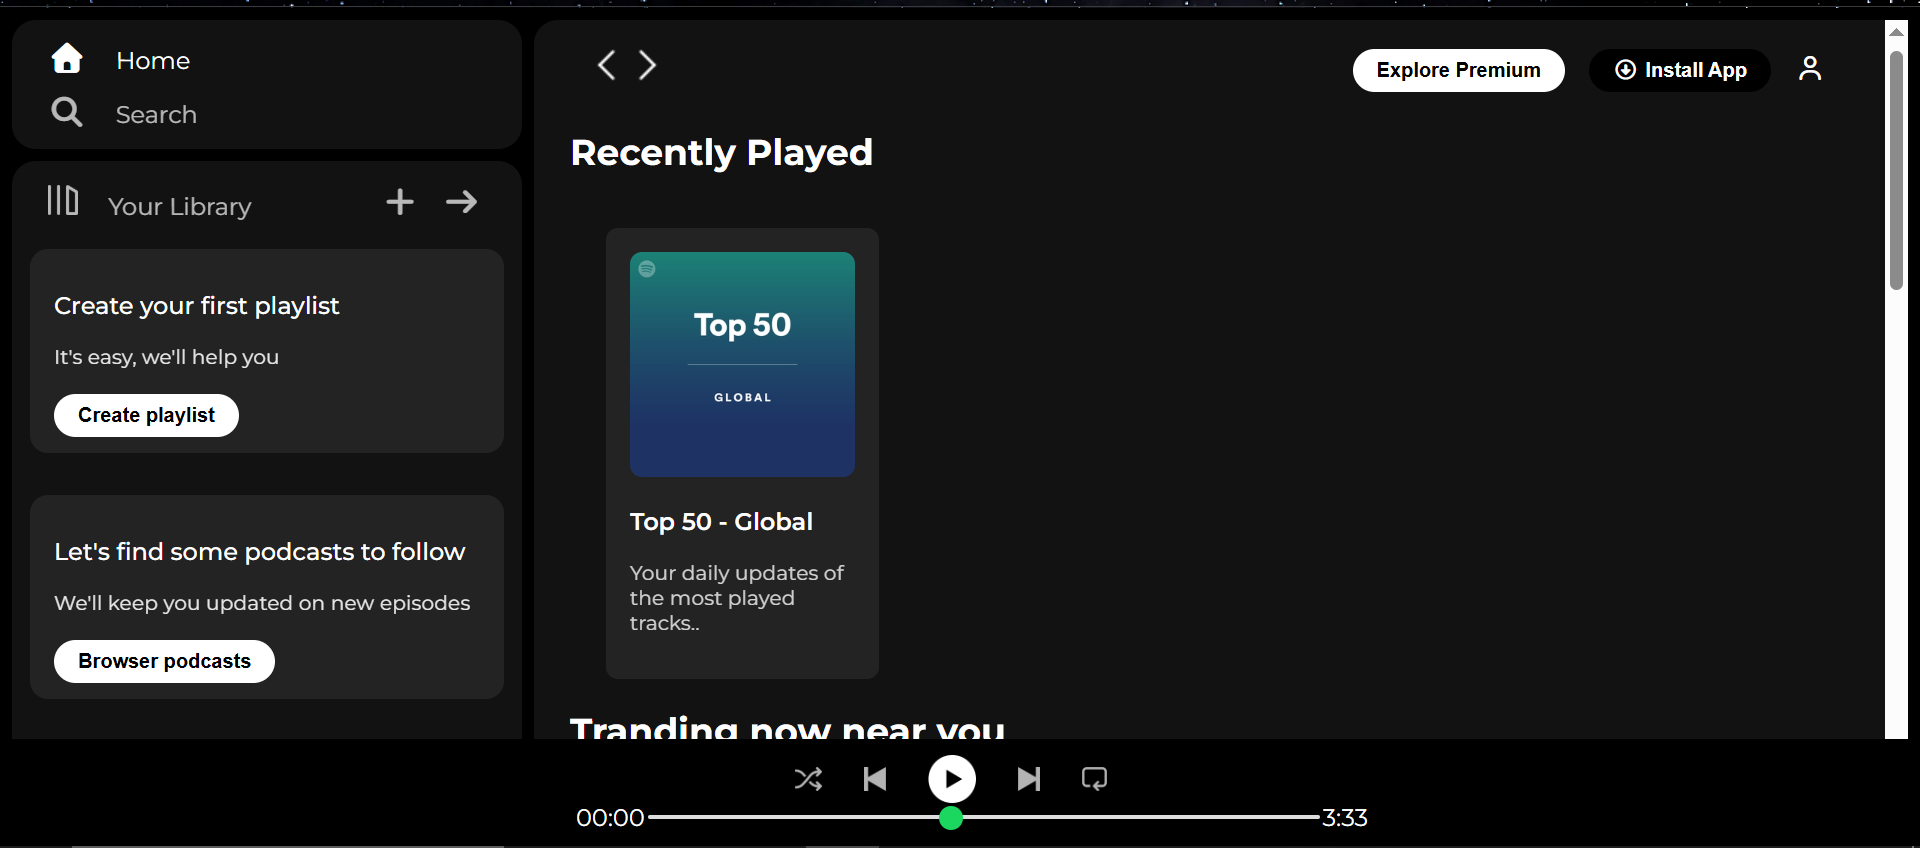 Home
Search
Your Library
Create your first playlist
It's easy, we'll help you
Create playlist
Let's find some podcasts to follow
We'll keep you updated on new episodes
Browser podcasts
Explore Premium
Install App
Recently Played
Top 50
GLOBAL
Top 50 - Global
Your daily updates of
the most played
tracks..
Tranding now near you
00:00
3:33